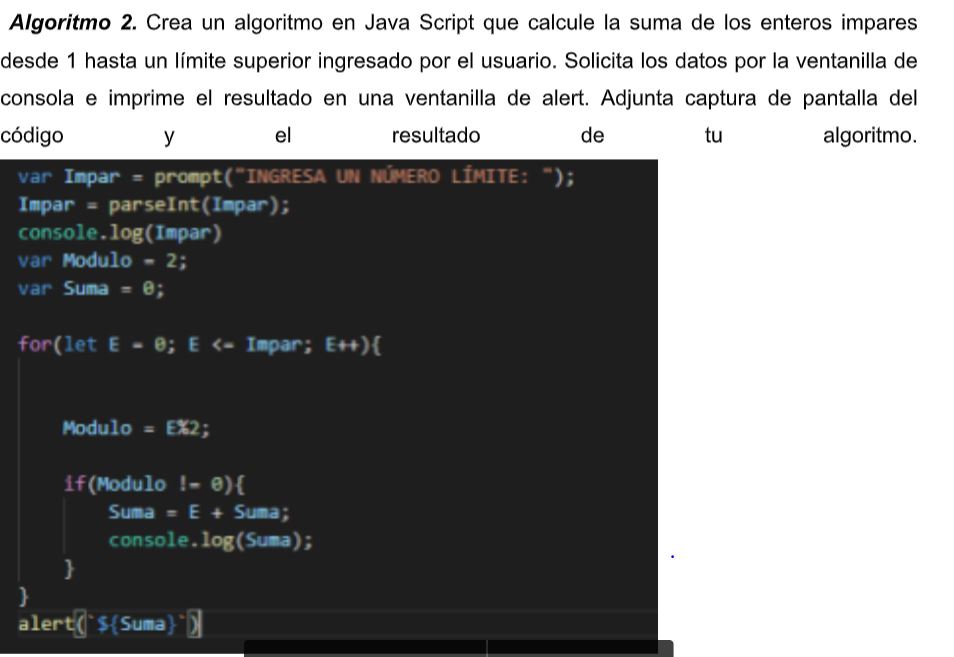 Algoritmo 2. Crea un algoritmo en Java Script que calcule la suma de los enteros impares
desde 1 hasta un límite superior ingresado por el usuario. Solicita los datos por la ventanilla de
consola e imprime el resultado en una ventanilla de alert. Adjunta captura de pantalla del
código y el resultado de tu algoritmo.
var Impar = prompt("INGRESA UN NÚMERO LÍMITE: ");
Impar = parseInt(Impar);
console.log(Impar)
var Modulo = 2;
var Suma = 0;
for(let E = 0; E <= Impar; E++){
Modulo = E%2;
if(Modulo != 0){
Suma = E + Suma;
console.log(Suma);
}
}
alert(`${Suma}`)